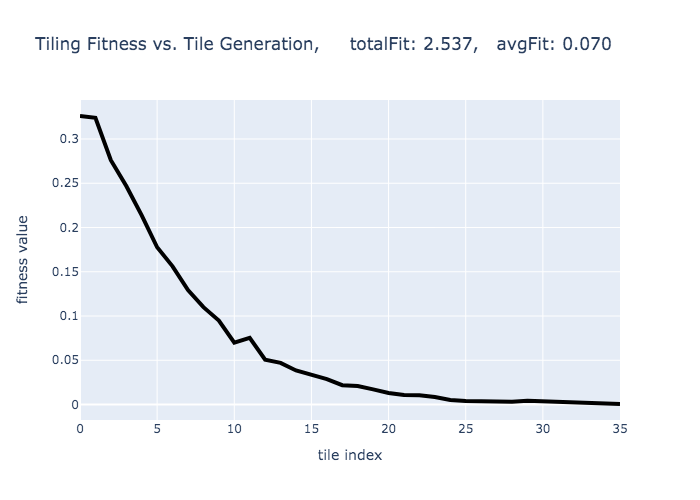 Tiling Fitness vs. Tile Generation, totalFit: 2.537, avgFit: 0.070
0.3
0.25
0.2
0.15
0.1
0.05
0
fitness value
0 5 10 15 20 25 30 35
tile index